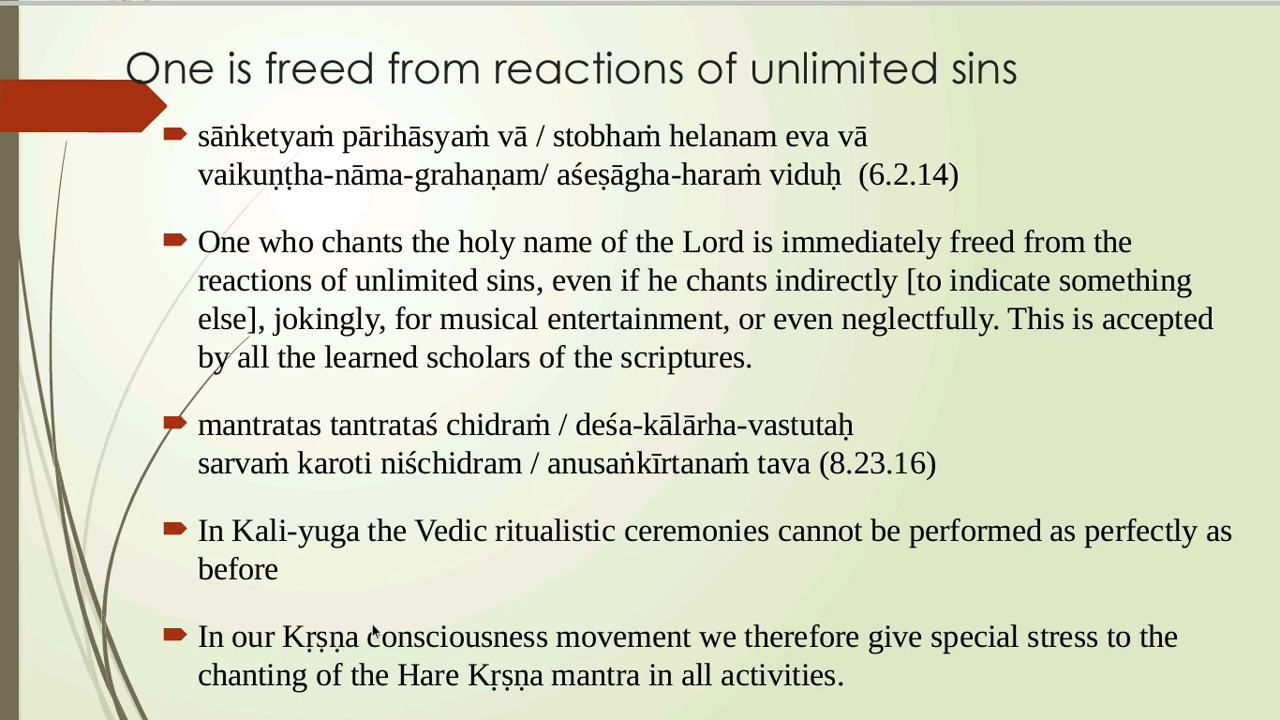 One is freed from reactions of unlimited sins
sāṅketyaṁ pārihāsyaṁ vā / stobhaṁ helanam eva vā
vaikuṇṭha-nāma-grahaṇam/ aśeṣāgha-haraṁ viduḥ  (6.2.14)
One who chants the holy name of the Lord is immediately freed from the
reactions of unlimited sins, even if he chants indirectly [to indicate something
else], jokingly, for musical entertainment, or even neglectfully. This is accepted
by all the learned scholars of the scriptures.
mantratas tantrataś chidraṁ / deśa-kālārha-vastutaḥ
sarvaṁ karoti niśchidram / anusaṅkīrtanaṁ tava (8.23.16)
In Kali-yuga the Vedic ritualistic ceremonies cannot be performed as perfectly as
before
In our Kṛṣṇa consciousness movement we therefore give special stress to the
chanting of the Hare Kṛṣṇa mantra in all activities.